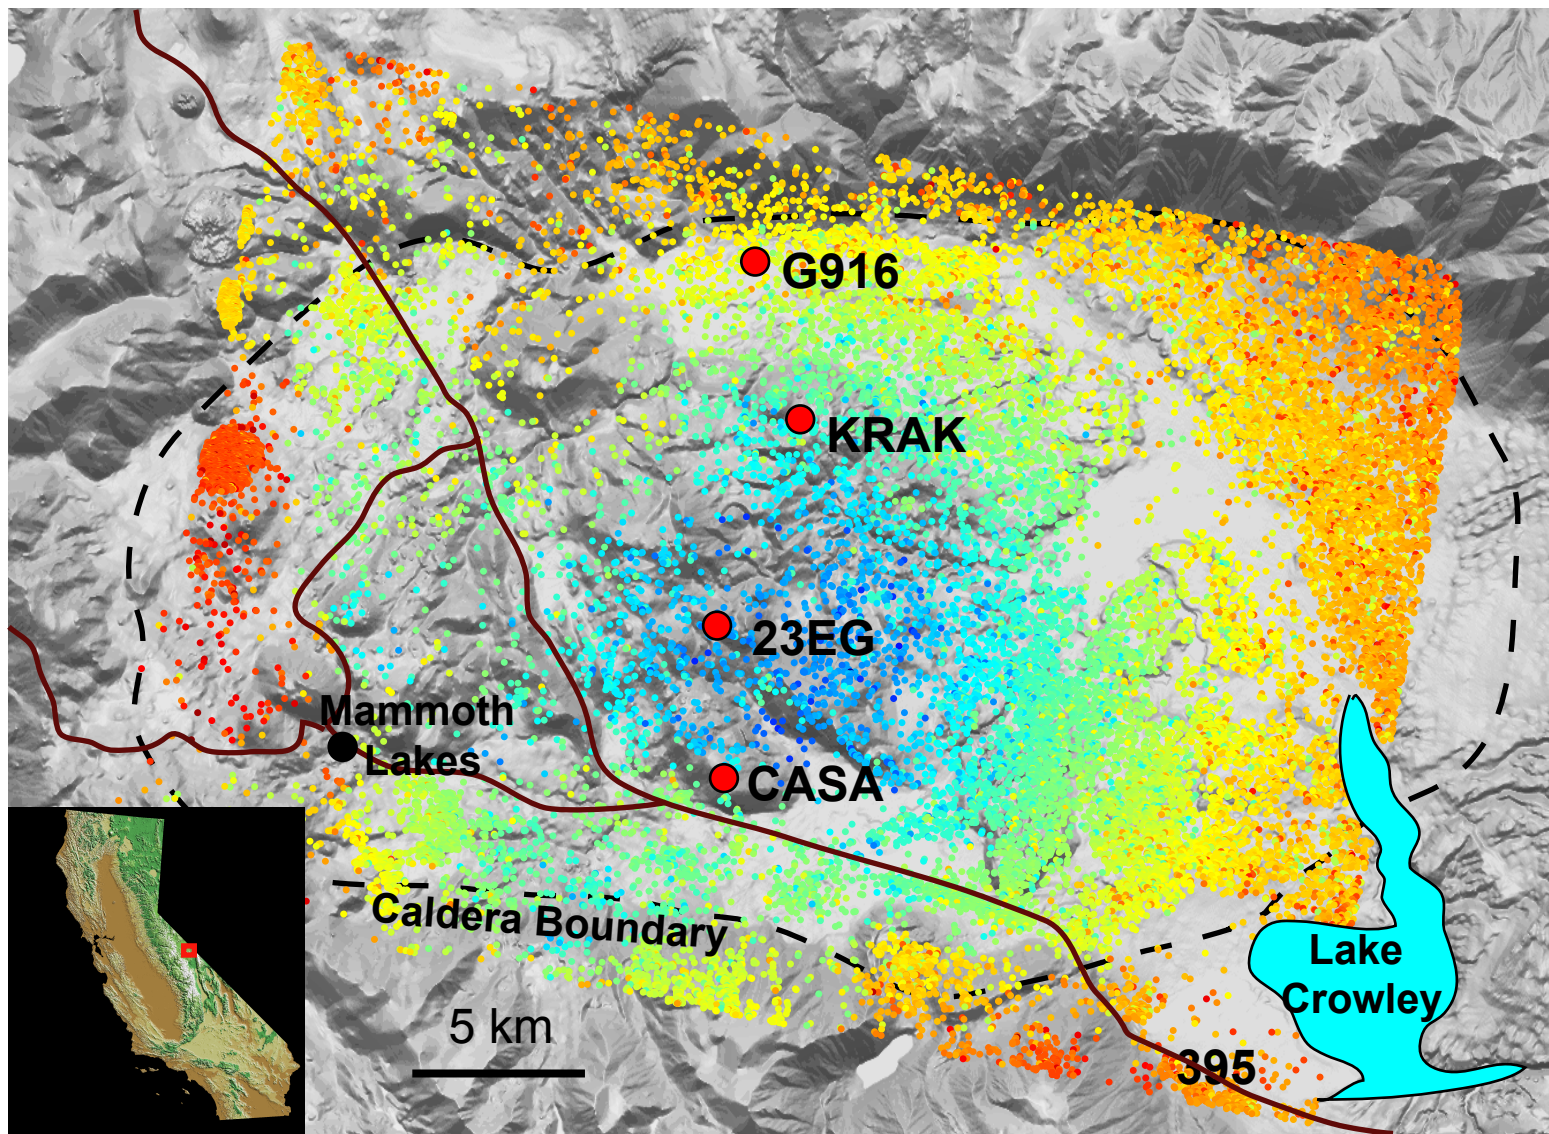 G916
KRAK
23EG
Mammoth
Lakes
CASA
Caldera Boundary
Lake
Crowley
5 km
395